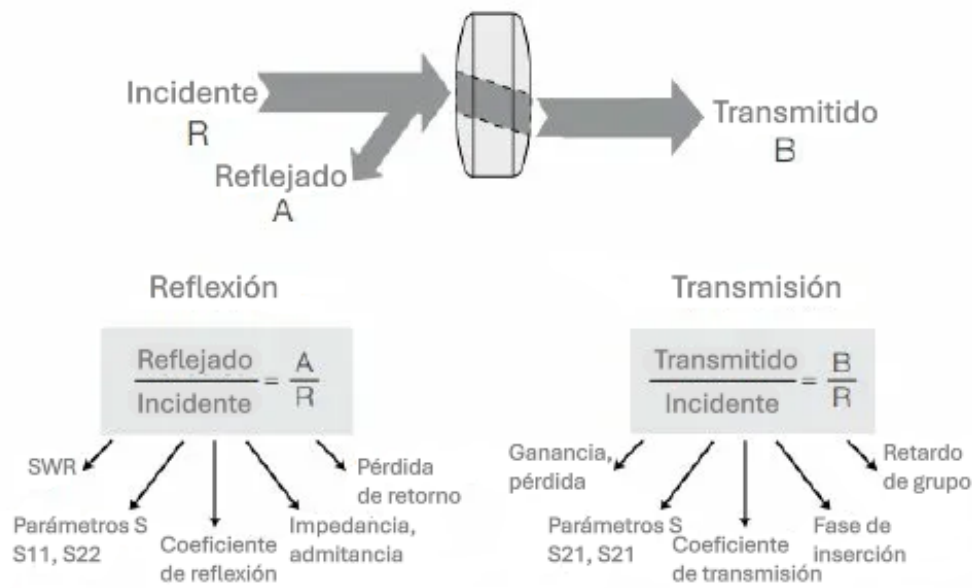 Incidente
R
Reflejado
A
Transmitido
B
Reflexión
Transmisión
Reflejado
Incidente
=
A
R
Transmitido
Incidente
=
B
R
SWR
Parámetros S
S11, S22
Coeficiente
de reflexión
Impedancia,
admitancia
Pérdida
de retorno
Ganancia,
pérdida
Parámetros S
S21, S21
Coeficiente
de transmisión
Fase de
inserción
Retardo
de grupo